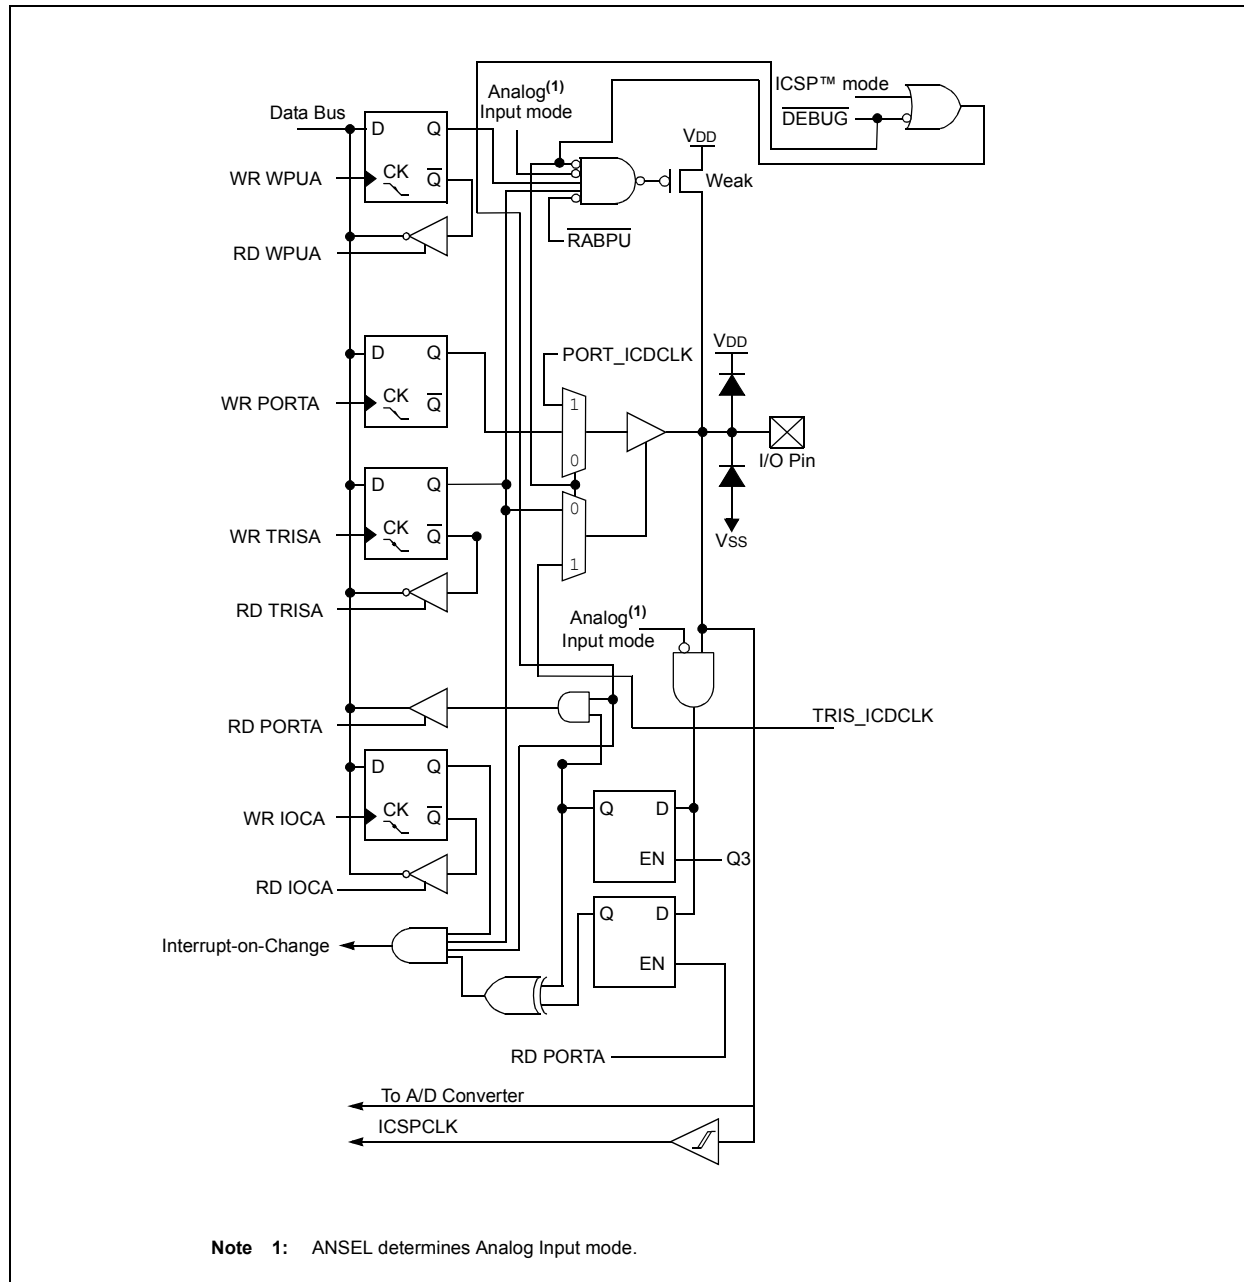 ICSP™ mode
DEBUG
Analog(1)
Input mode
Data Bus
VDD
D Q
WR WPUA
CK Q
Weak
RABPU
RD WPUA
VDD
PORT_ICDCLK
D Q
1
WR PORTA
CK Q
I/O Pin
0
D Q
0
WR TRISA
CK Q
VSS
1
RD TRISA
Analog(1)
Input mode
TRIS_ICDCLK
RD PORTA
D Q
Q D
WR IOCA
CK Q
EN
Q3
RD IOCA
Q D
Interrupt-on-Change
EN
RD PORTA
To A/D Converter
ICSPCLK
Note 1: ANSEL determines Analog Input mode.